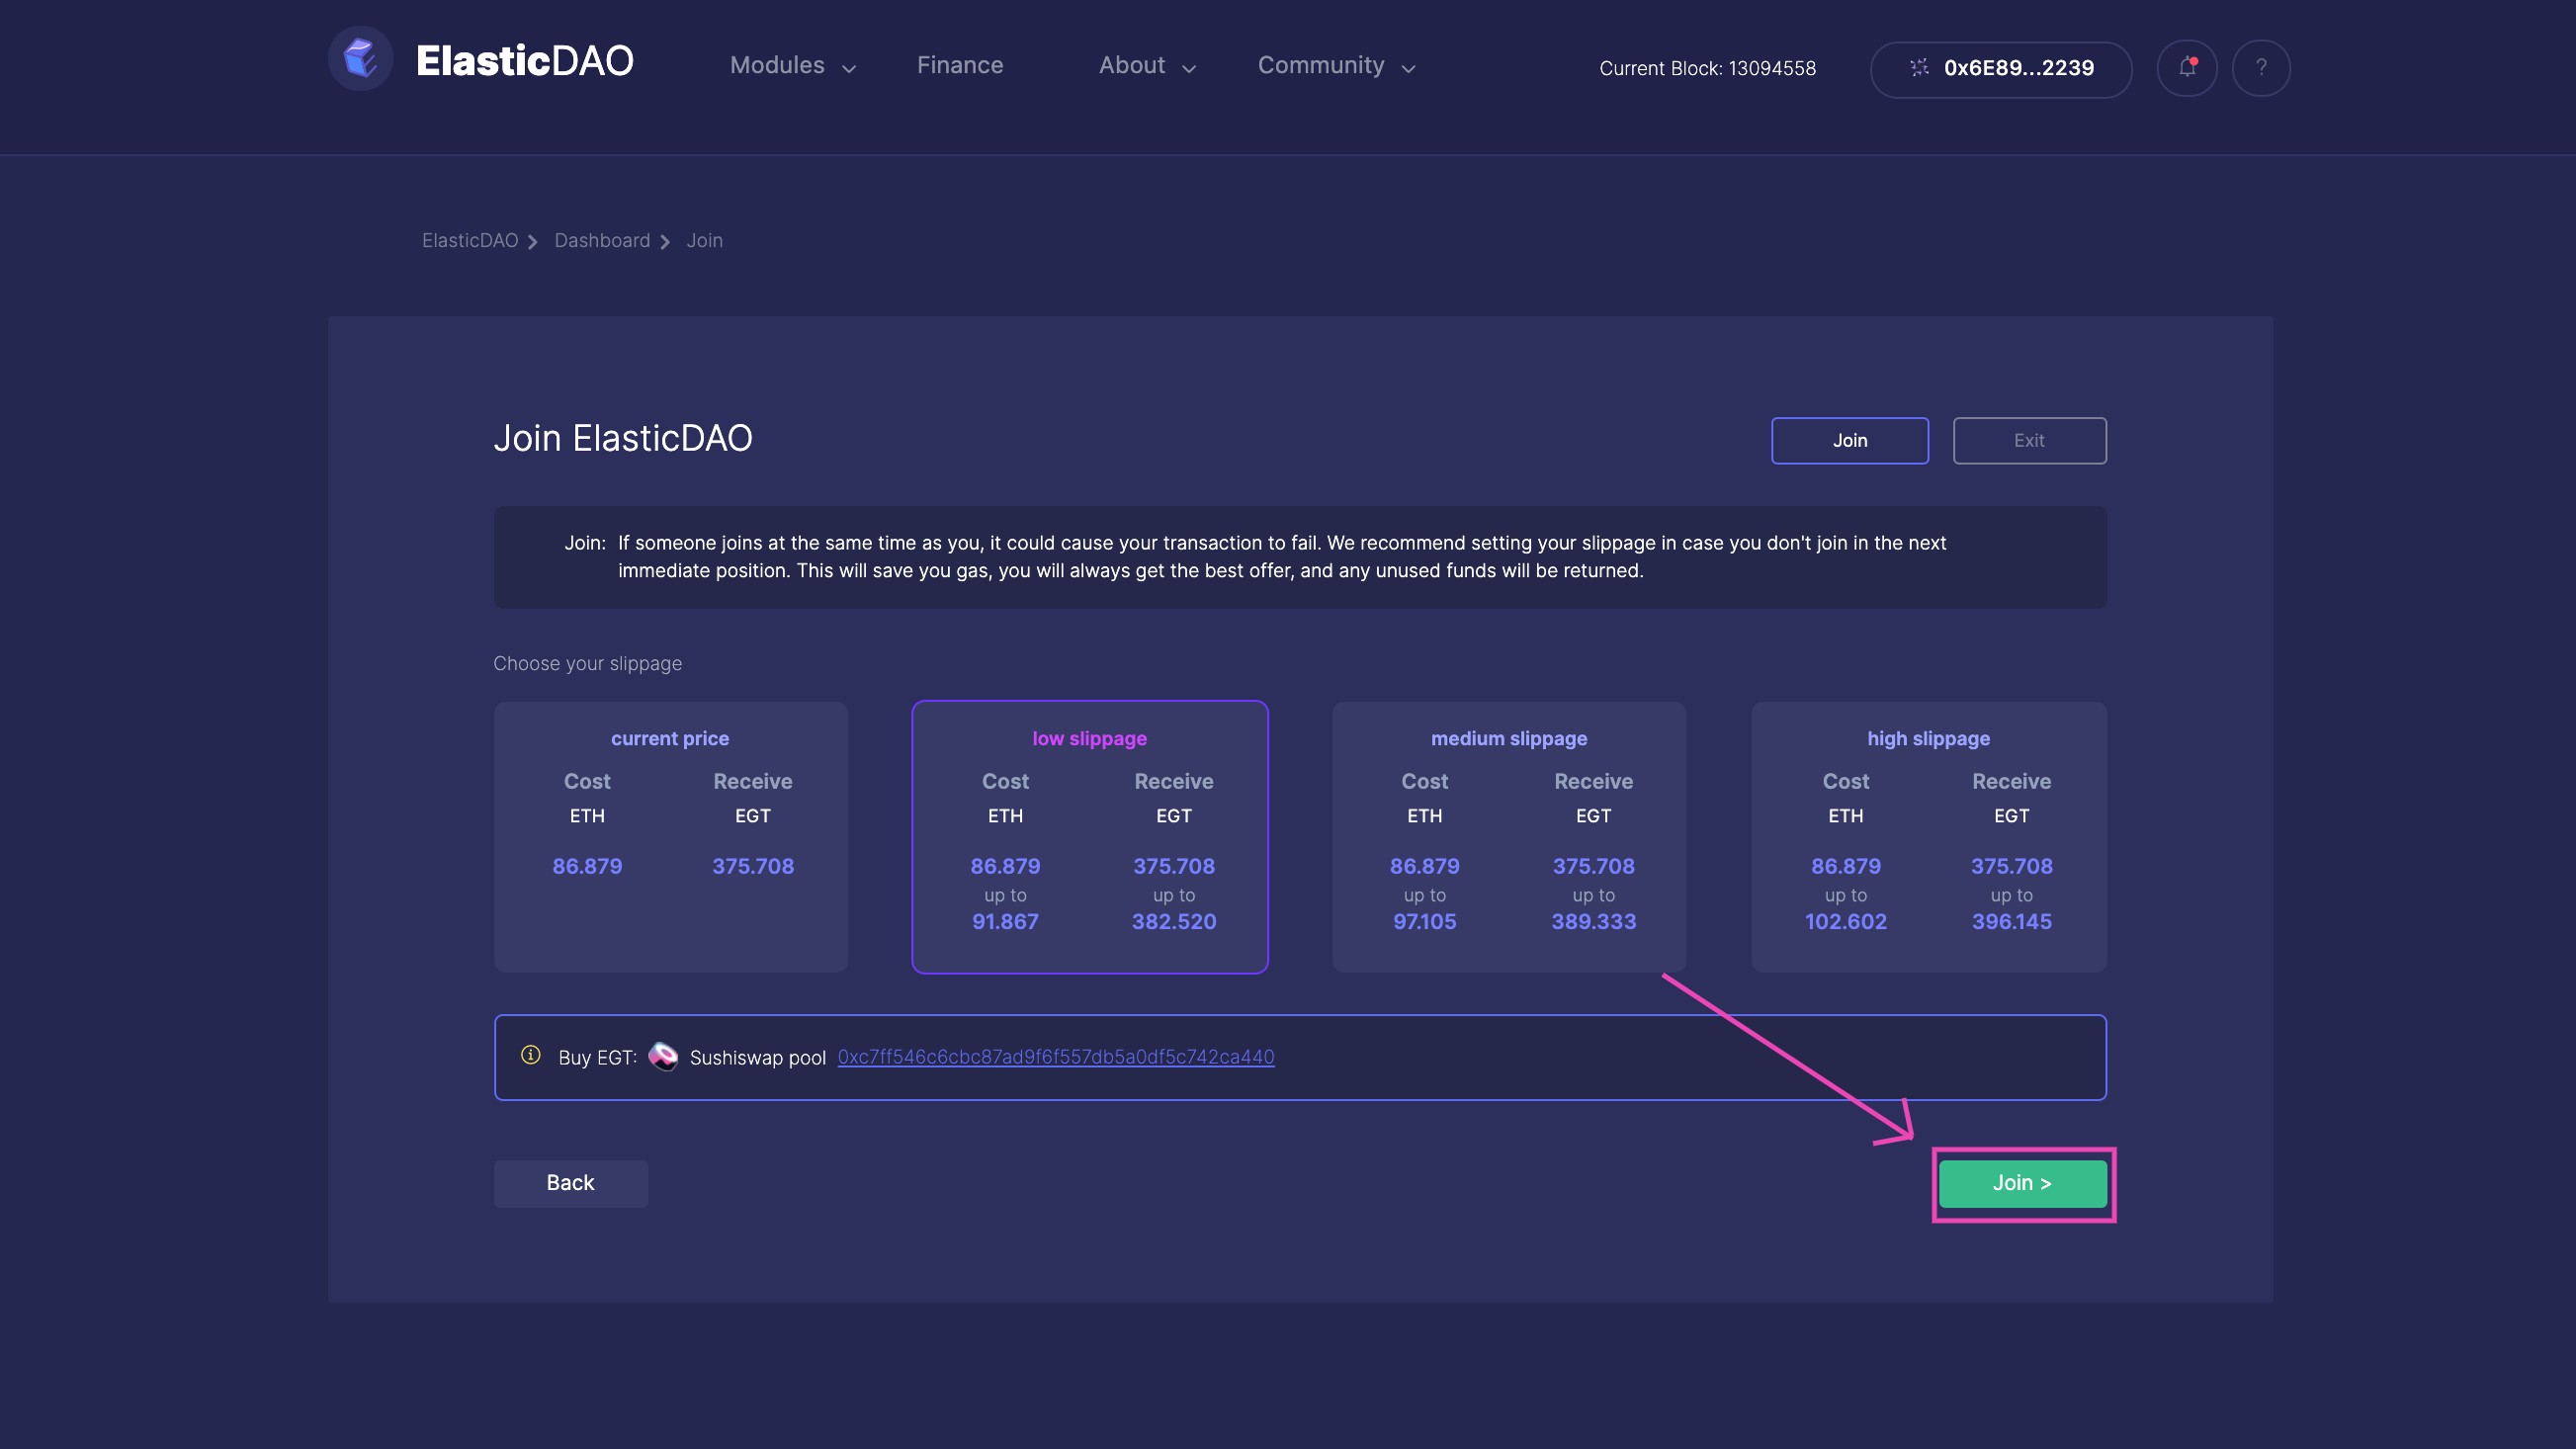 ElasticDAO
Modules
Finance
About
Community
Current Block: 13094558
0x6E89...2239
?
ElasticDAO
Dashboard
Join
Join ElasticDAO
Join
Exit
Join: If someone joins at the same time as you, it could cause your transaction to fail. We recommend setting your slippage in case you don't join in the next
immediate position. This will save you gas, you will always get the best offer, and any unused funds will be returned.
Choose your slippage
current price
Cost Receive
ETH EGT
86.879 375.708
low slippage
Cost Receive
ETH EGT
86.879 375.708
up to up to
91.867 382.520
medium slippage
Cost Receive
ETH EGT
86.879 375.708
up to up to
97.105 389.333
high slippage
Cost Receive
ETH EGT
86.879 375.708
up to up to
102.602 396.145
Buy EGT: Sushiswap pool 0xc7ff546c6cbc87ad9f6f557db5a0df5c742ca440
Back
Join >